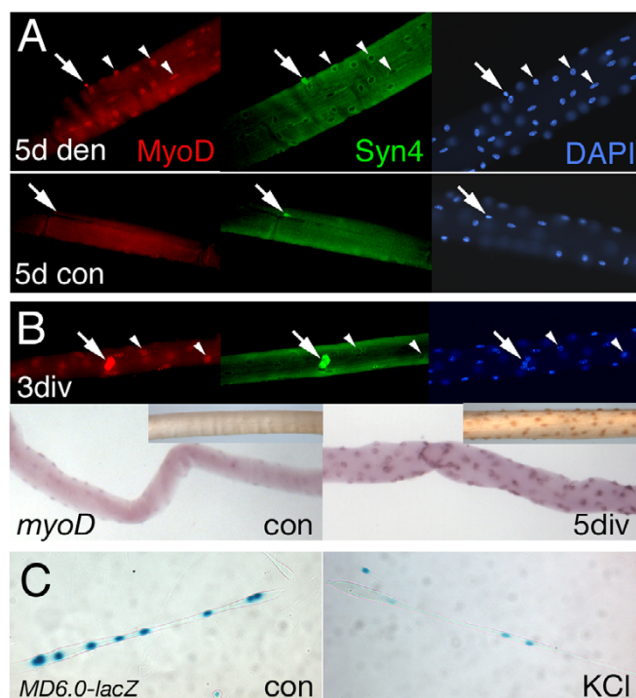 A
5d den MyoD Syn4 DAPI
5d con
B
3div
myoD con 5div
C
MD6.0-lacZ con KCl